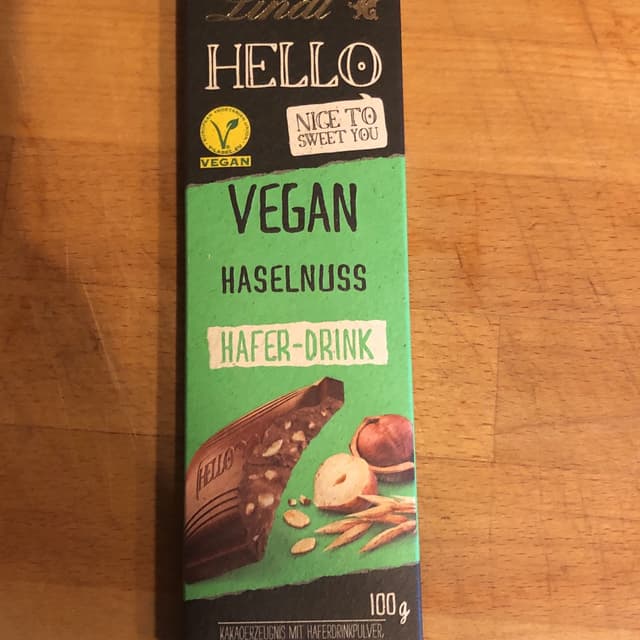 Lindt
HELLO
NICE TO
SWEET YOU
VEGAN
VEGAN
HASELNUSS
HAFER-DRINK
HELLO
100g
KAKAOERZEUGNIS MIT HAFERDRINKPULVER,